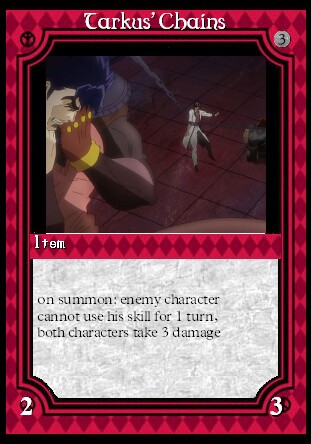 Tarkus' Chains
3
Item
on summon: enemy character
cannot use his skill for 1 turn,
both characters take 3 damage
2
3